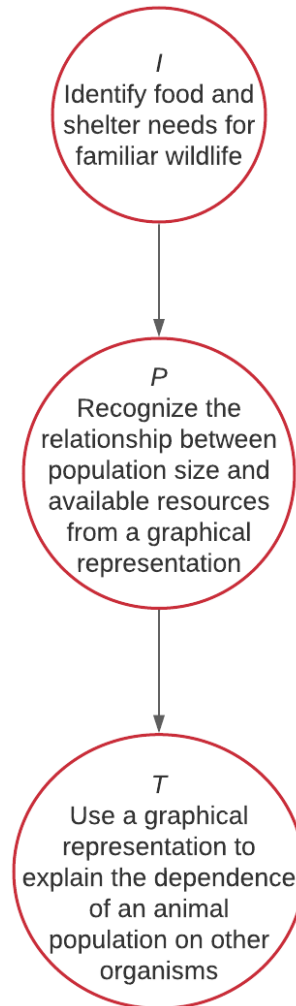 I
Identify food and
shelter needs for
familiar wildlife
P
Recognize the
relationship between
population size and
available resources
from a graphical
representation
T
Use a graphical
representation to
explain the dependence
of an animal
population on other
organisms